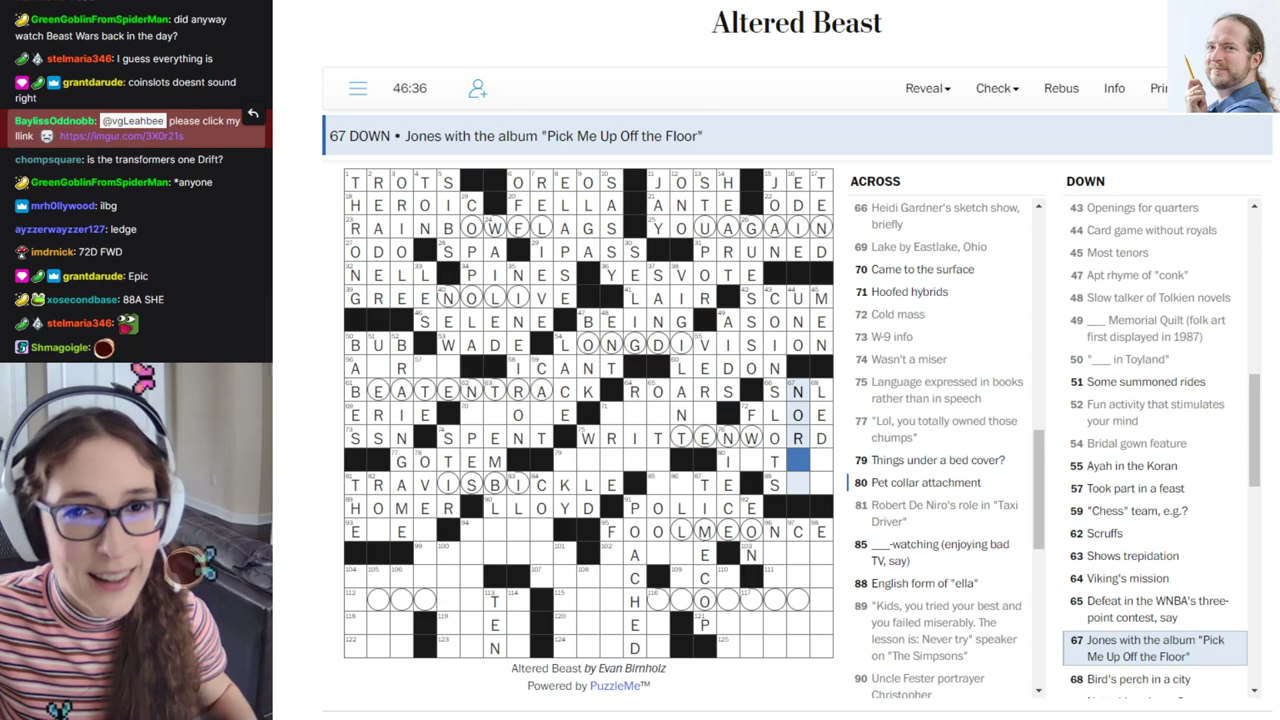 GreenGoblinFromSpiderMan: did anyway
watch Beast Wars back in the day?
stelmaria346: I guess everything is
grantdarude: coinslots doesnt sound
right
BaylissOddnobb: @vgLeahbee please click my
llink https://imgur.com/3X0r21s
chompsquare: is the transformers one Drift?
GreenGoblinFromSpiderMan: *anyone
mrh0llywood: ilbg
ayzzerwayzzer127: ledge
imdrnick: 72D FWD
grantdarude: Epic
xosecondbase: 88A SHE
stelmaria346:
Shmagoigle:
Altered Beast
46:36
Reveal
Check
Rebus
Info
67 DOWN • Jones with the album "Pick Me Up Off the Floor"
T R O T S O R E O S J O S H J E T
H E R O I C F E L L A A N T E O D E
R A I N B O W F L A G S Y O U A G A I N
O D O S P A I P A S S P R U N E D
N E L L P I N E S Y E S V O T E
G R E E N O L I V E L A I R S C U M
S E L E N E B E I N G A S O N E
B U B W A D E L O N G D I V I S I O N
A R I C A N T L E D O N
B E A T E N T R A C K R O A R S S N L
E R I E O E N F L O
S S N S P E N T W R I T T E N W O R D
G O T E M I T
T R A V I S B I C K L E T E S
H O M E R L L O Y D P O L I C E
E E F O O L M E O N C E
A E N
C C
T H O
E E P
N D
Altered Beast by Evan Birnholz
Powered by PuzzleMe™
ACROSS
66 Heidi Gardner's sketch show,
briefly
69 Lake by Eastlake, Ohio
70 Came to the surface
71 Hoofed hybrids
72 Cold mass
73 W-9 info
74 Wasn't a miser
75 Language expressed in books
rather than in speech
77 "Lol, you totally owned those
chumps"
79 Things under a bed cover?
80 Pet collar attachment
81 Robert De Niro's role in "Taxi
Driver"
85 ___-watching (enjoying bad
TV, say)
88 English form of "ella"
89 "Kids, you tried your best and
you failed miserably. The
lesson is: Never try" speaker
on "The Simpsons"
90 Uncle Fester portrayer
Christopher
DOWN
43 Openings for quarters
44 Card game without royals
45 Most tenors
47 Apt rhyme of "conk"
48 Slow talker of Tolkien novels
49 ___ Memorial Quilt (folk art
first displayed in 1987)
50 "___ in Toyland"
51 Some summoned rides
52 Fun activity that stimulates
your mind
54 Bridal gown feature
55 Ayah in the Koran
57 Took part in a feast
59 "Chess" team, e.g.?
62 Scruffs
63 Shows trepidation
64 Viking's mission
65 Defeat in the WNBA's three-
point contest, say
67 Jones with the album "Pick
Me Up Off the Floor"
68 Bird's perch in a city